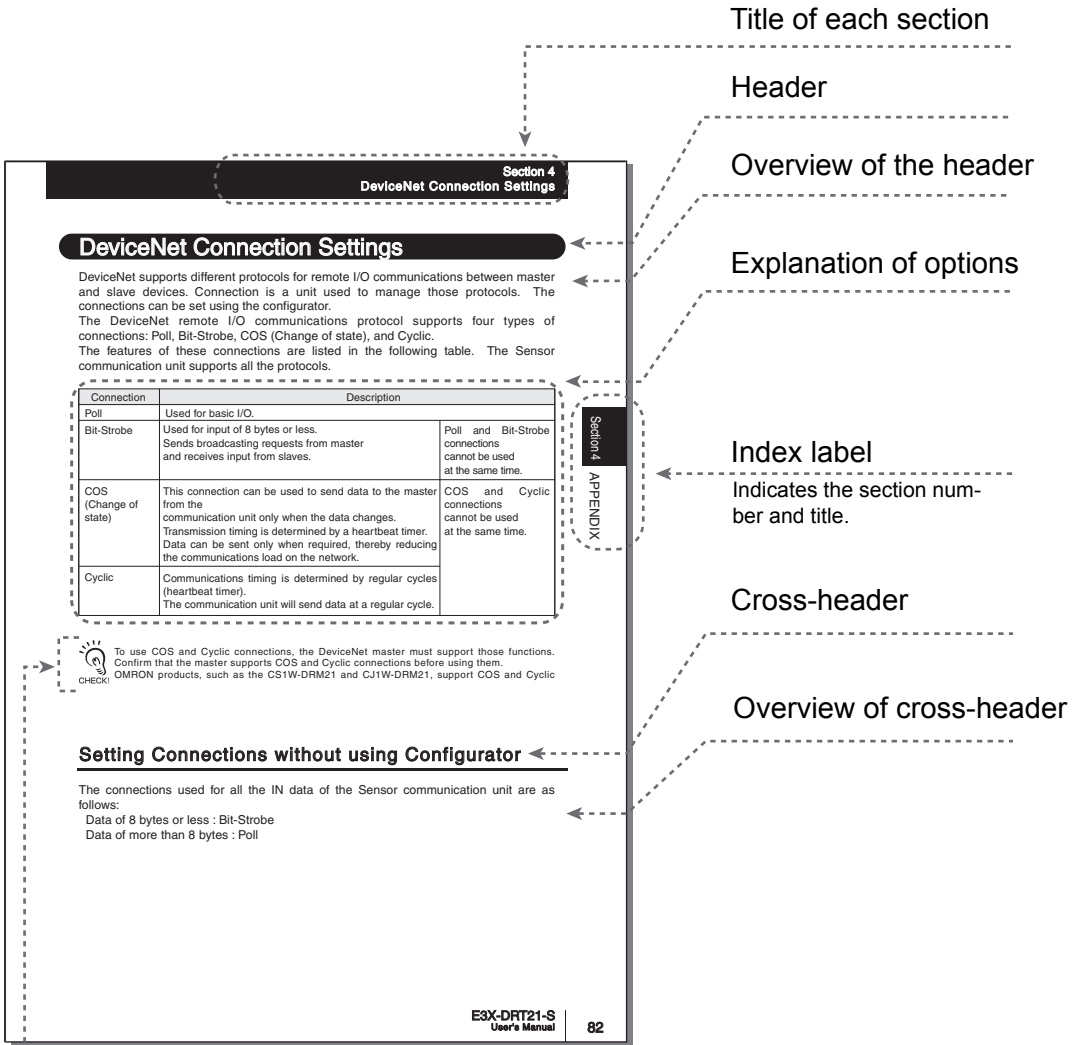 Title of each section
Header
Overview of the header
Explanation of options
Index label
Indicates the section num-
ber and title.
Cross-header
Overview of cross-header
Section 4
DeviceNet Connection Settings
DeviceNet Connection Settings
DeviceNet supports different protocols for remote I/O communications between master
and slave devices. Connection is a unit used to manage those protocols. The
connections can be set using the configurator.
The DeviceNet remote I/O communications protocol supports four types of
connections: Poll, Bit-Strobe, COS (Change of state), and Cyclic.
The features of these connections are listed in the following table. The Sensor
communication unit supports all the protocols.
Connection Description
Poll Used for basic I/O.
Bit-Strobe Used for input of 8 bytes or less.
Sends broadcasting requests from master
and receives input from slaves.
Poll and Bit-Strobe
connections
cannot be used
at the same time.
COS
(Change of
state)
This connection can be used to send data to the master
from the
communication unit only when the data changes.
Transmission timing is determined by a heartbeat timer.
Data can be sent only when required, thereby reducing
the communications load on the network.
COS and Cyclic
connections
cannot be used
at the same time.
Cyclic Communications timing is determined by regular cycles
(heartbeat timer).
The communication unit will send data at a regular cycle.
Section 4
APPENDIX
CHECK!
To use COS and Cyclic connections, the DeviceNet master must support those functions.
Confirm that the master supports COS and Cyclic connections before using them.
OMRON products, such as the CS1W-DRM21 and CJ1W-DRM21, support COS and Cyclic
Setting Connections without using Configurator
The connections used for all the IN data of the Sensor communication unit are as
follows:
Data of 8 bytes or less : Bit-Strobe
Data of more than 8 bytes : Poll
E3X-DRT21-S
User's Manual
82